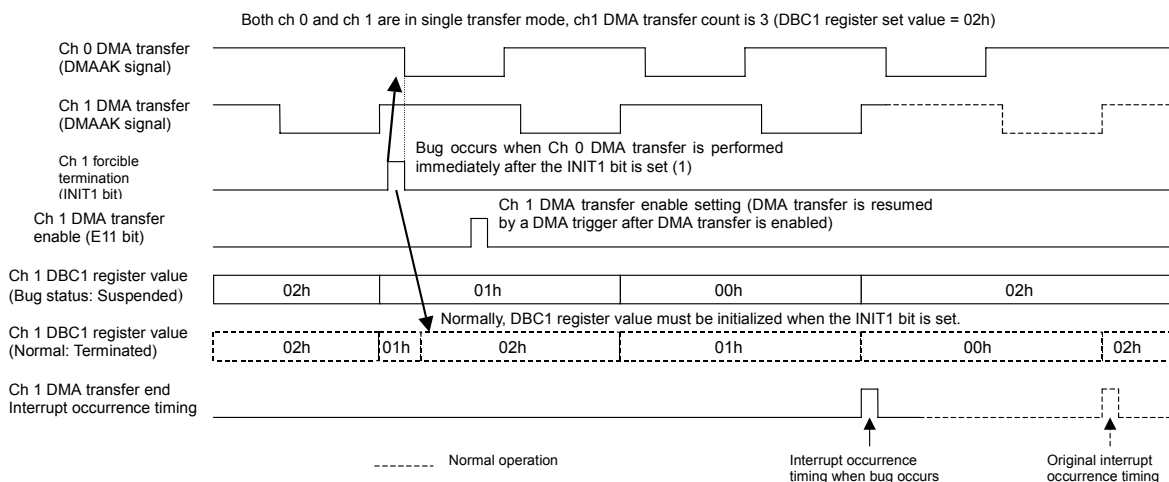 Both ch 0 and ch 1 are in single transfer mode, ch1 DMA transfer count is 3 (DBC1 register set value = 02h)
Ch 0 DMA transfer
(DMAAK signal)
Ch 1 DMA transfer
(DMAAK signal)
Bug occurs when Ch 0 DMA transfer is performed
immediately after the INIT1 bit is set (1)
Ch 1 forcible
termination
(INIT1 bit)
Ch 1 DMA transfer enable setting (DMA transfer is resumed
by a DMA trigger after DMA transfer is enabled)
Ch 1 DMA transfer
enable (E11 bit)
Ch 1 DBC1 register value
(Bug status: Suspended)
02h
01h
00h
02h
Normally, DBC1 register value must be initialized when the INIT1 bit is set.
Ch 1 DBC1 register value
(Normal: Terminated)
02h
01h
02h
01h
00h
02h
Ch 1 DMA transfer end
Interrupt occurrence timing
Normal operation
Interrupt occurrence
timing when bug occurs
Original interrupt
occurrence timing